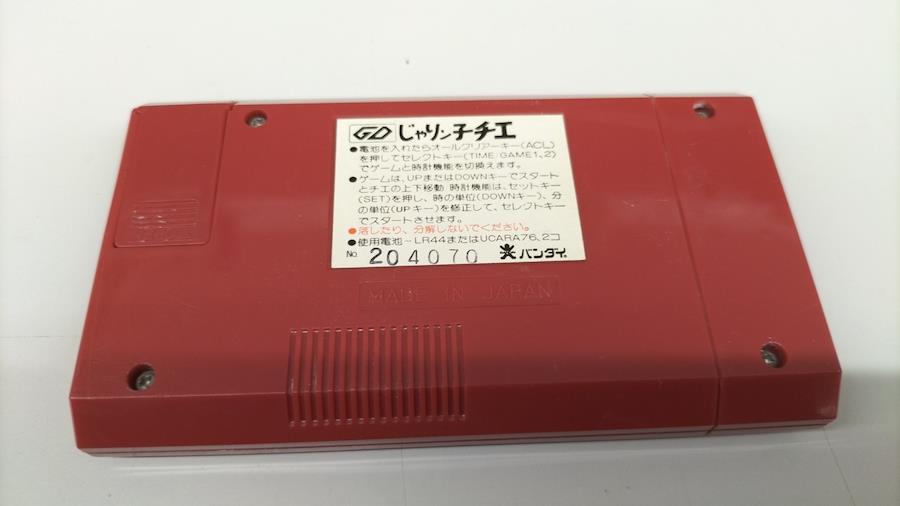 GD じャリン子チエ
●電池を入れたらオールクリアーキー(ACL)
を押してセレクトキー(TIME/GAME1、2)
でゲームと時計機能を切換えます。
●ゲームは、UPまたはDOWNキーでスタート
とチエの上下移動 時計機能は、セットキー
(SET)を押し、時の単位(DOWNキー)、分
の単位(UPキー)を修正して、セレクトキー
でスタートさせます。
●落したり、分解しないでください。
●使用電池-LR44またはUCARA76、2コ
No. 204070 バンダイ
MADE IN JAPAN